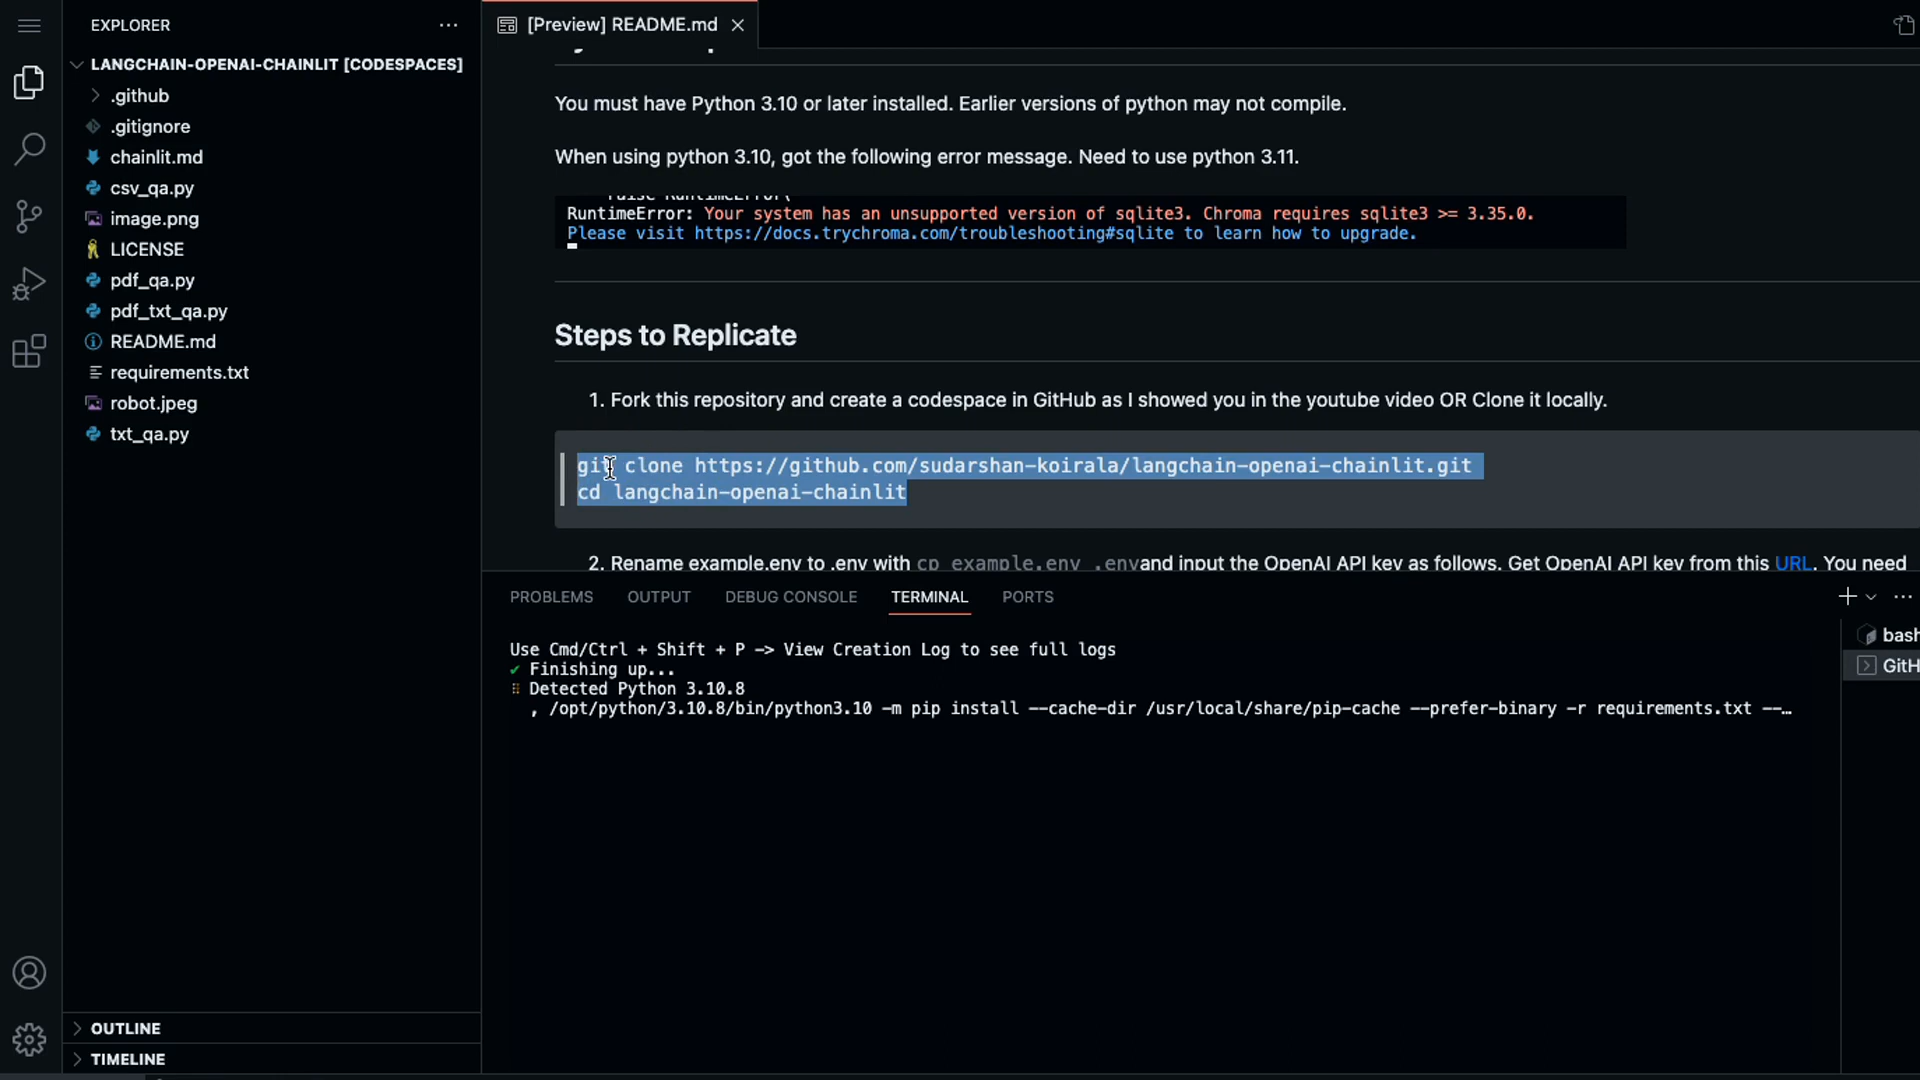 EXPLORER
LANGCHAIN-OPENAI-CHAINLIT [CODESPACES]
.github
.gitignore
chainlit.md
csv_qa.py
image.png
LICENSE
pdf_qa.py
pdf_txt_qa.py
README.md
requirements.txt
robot.jpeg
txt_qa.py
OUTLINE
TIMELINE
[Preview] README.md
You must have Python 3.10 or later installed. Earlier versions of python may not compile.
When using python 3.10, got the following error message. Need to use python 3.11.
raise RuntimeError(
RuntimeError: Your system has an unsupported version of sqlite3. Chroma requires sqlite3 >= 3.35.0.
Please visit https://docs.trychroma.com/troubleshooting#sqlite to learn how to upgrade.
Steps to Replicate
1. Fork this repository and create a codespace in GitHub as I showed you in the youtube video OR Clone it locally.
git clone https://github.com/sudarshan-koirala/langchain-openai-chainlit.git
cd langchain-openai-chainlit
2. Rename example.env to .env with cp example.env .envand input the OpenAI API key as follows. Get OpenAI API key from this URL. You need
PROBLEMS OUTPUT DEBUG CONSOLE TERMINAL PORTS
Use Cmd/Ctrl + Shift + P -> View Creation Log to see full logs
✔ Finishing up...
⠿ Detected Python 3.10.8
, /opt/python/3.10.8/bin/python3.10 -m pip install --cache-dir /usr/local/share/pip-cache --prefer-binary -r requirements.txt --…
bash
GitH